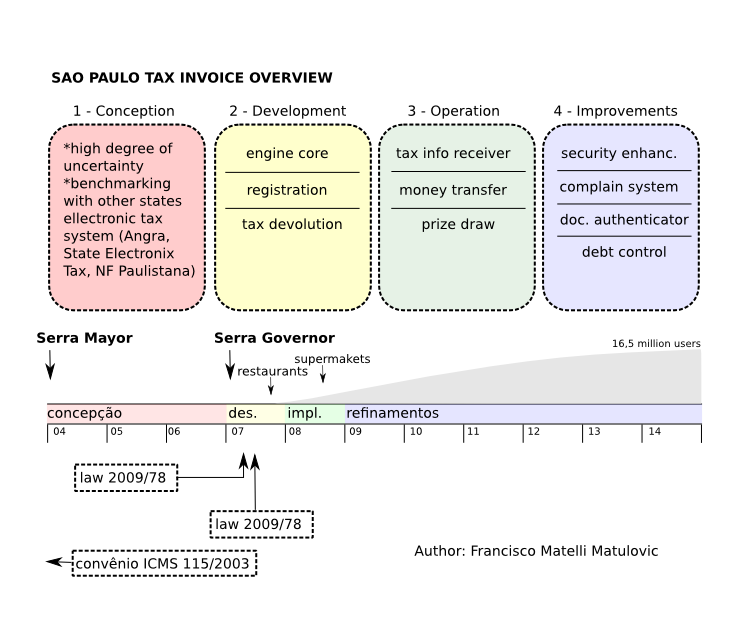 SAO PAULO TAX INVOICE OVERVIEW
1 - Conception
*high degree of
uncertainty
*benchmarking
with other states
ellectronic tax
system (Angra,
State Electronix
Tax, NF Paulistana)
2 - Development
engine core
registration
tax devolution
3 - Operation
tax info receiver
money transfer
prize draw
4 - Improvements
security enhanc.
complain system
doc. authenticator
debt control
Serra Mayor
Serra Governor
restaurants
supermakets
16,5 million users
concepção
des.
impl.
refinamentos
04 05 06 07 08 09 10 11 12 13 14
law 2009/78
law 2009/78
convênio ICMS 115/2003
Author: Francisco Matelli Matulovic